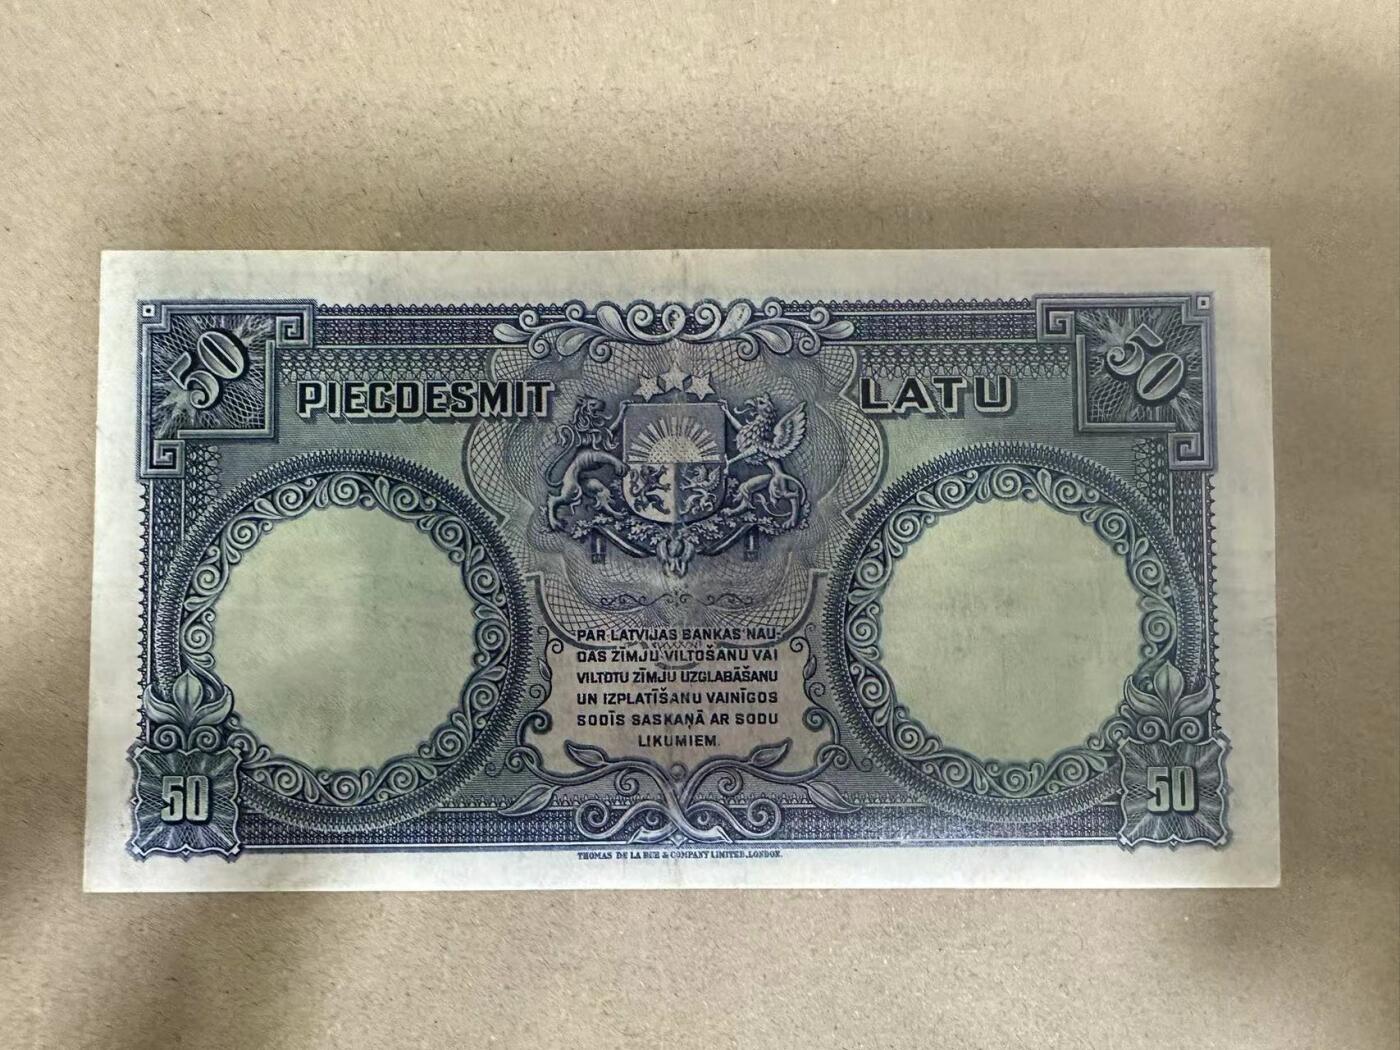 50
50
PIECDESMIT LATU
PAR LATVIJAS BANKAS NAU-
DAS ZĪMJU VILTOŠANU VAI
VILTOTU ZĪMJU UZGLABĀŠANU
UN IZPLATĪŠANU VAINĪGOS
SODĪS SASKAŅĀ AR SODU
LIKUMIEM.
50
50
THOMAS DE LA RUE & COMPANY LIMITED, LONDON.